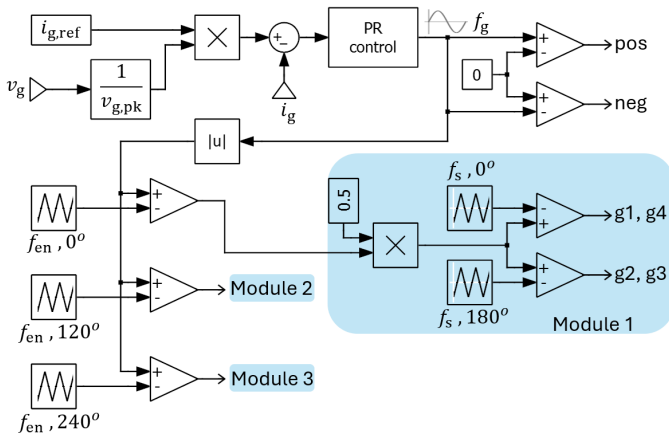 i_g,ref
×
+
-
PR
control
f_g
+
-
pos
v_g
1
v_g,pk
0
i_g
+
-
neg
|u|
f_s , 0°
f_en , 0°
+
-
0.5
×
-
+
g1, g4
f_en , 120°
+
-
Module 2
+
-
g2, g3
f_s , 180°
Module 1
f_en , 240°
+
-
Module 3